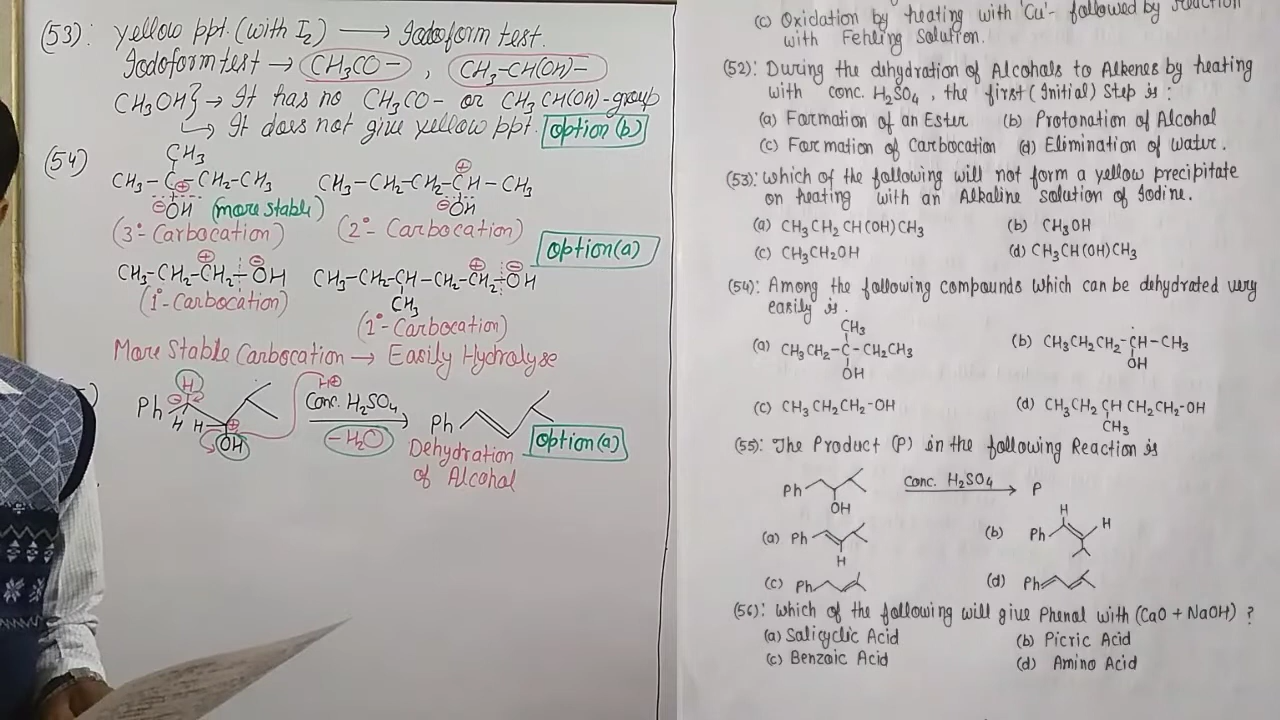 (53): yellow ppt. (with I₂) ⟶ Iodoform test.
Iodoform test → CH₃CO– , CH₃–CH(OH)–
CH₃OH} → It has no CH₃CO– or CH₃CH(OH)–group
↳ It does not give yellow ppt. option(b)
(54)
CH₃
CH₃–C–CH₂–CH₃ CH₃–CH₂–CH₂–CH–CH₃
⊕ ⊕
⊖OH (more stable) ⊖OH
(3°-Carbocation) (2°-Carbocation)
option(a)
CH₃–CH₂–CH₂–OH CH₃–CH₂–CH–CH₂–CH₂–OH
⊕ ⊖ ⊕ ⊖
(1°-Carbocation) CH₃
(1°-Carbocation)
More Stable Carbocation → Easily Hydrolyse
Ph H H H OH H⊕ Conc. H₂SO₄ –H₂O Ph option(a)
Dehydration
of Alcohal
(c) Oxidation by heating with 'Cu'- followed by reaction
with Fehling Solution.
(52): During the dehydration of Alcohals to Alkenes by heating
with conc. H₂SO₄, the first (Initial) Step is :
(a) Formation of an Ester (b) Protonation of Alcohal
(c) Formation of Carbocation (d) Elimination of water.
(53): Which of the following will not form a yellow precipitate
on heating with an Alkaline solution of Iodine.
(a) CH₃CH₂CH(OH)CH₃ (b) CH₃OH
(c) CH₃CH₂OH (d) CH₃CH(OH)CH₃
(54): Among the following compounds which can be dehydrated very
easily is.
CH₃
(a) CH₃CH₂–C–CH₂CH₃ (b) CH₃CH₂CH₂–CH–CH₃
OH OH
(c) CH₃CH₂CH₂–OH (d) CH₃CH₂CHCH₂CH₂–OH
CH₃
(55): The Product (P) in the following Reaction is
Ph OH Conc. H₂SO₄ ⟶ P
(a) Ph H (b) Ph H H
(c) Ph (d) Ph
(56): Which of the following will give Phenal with (CaO + NaOH) ?
(a) Salicyclic Acid (b) Picric Acid
(c) Benzoic Acid (d) Amino Acid